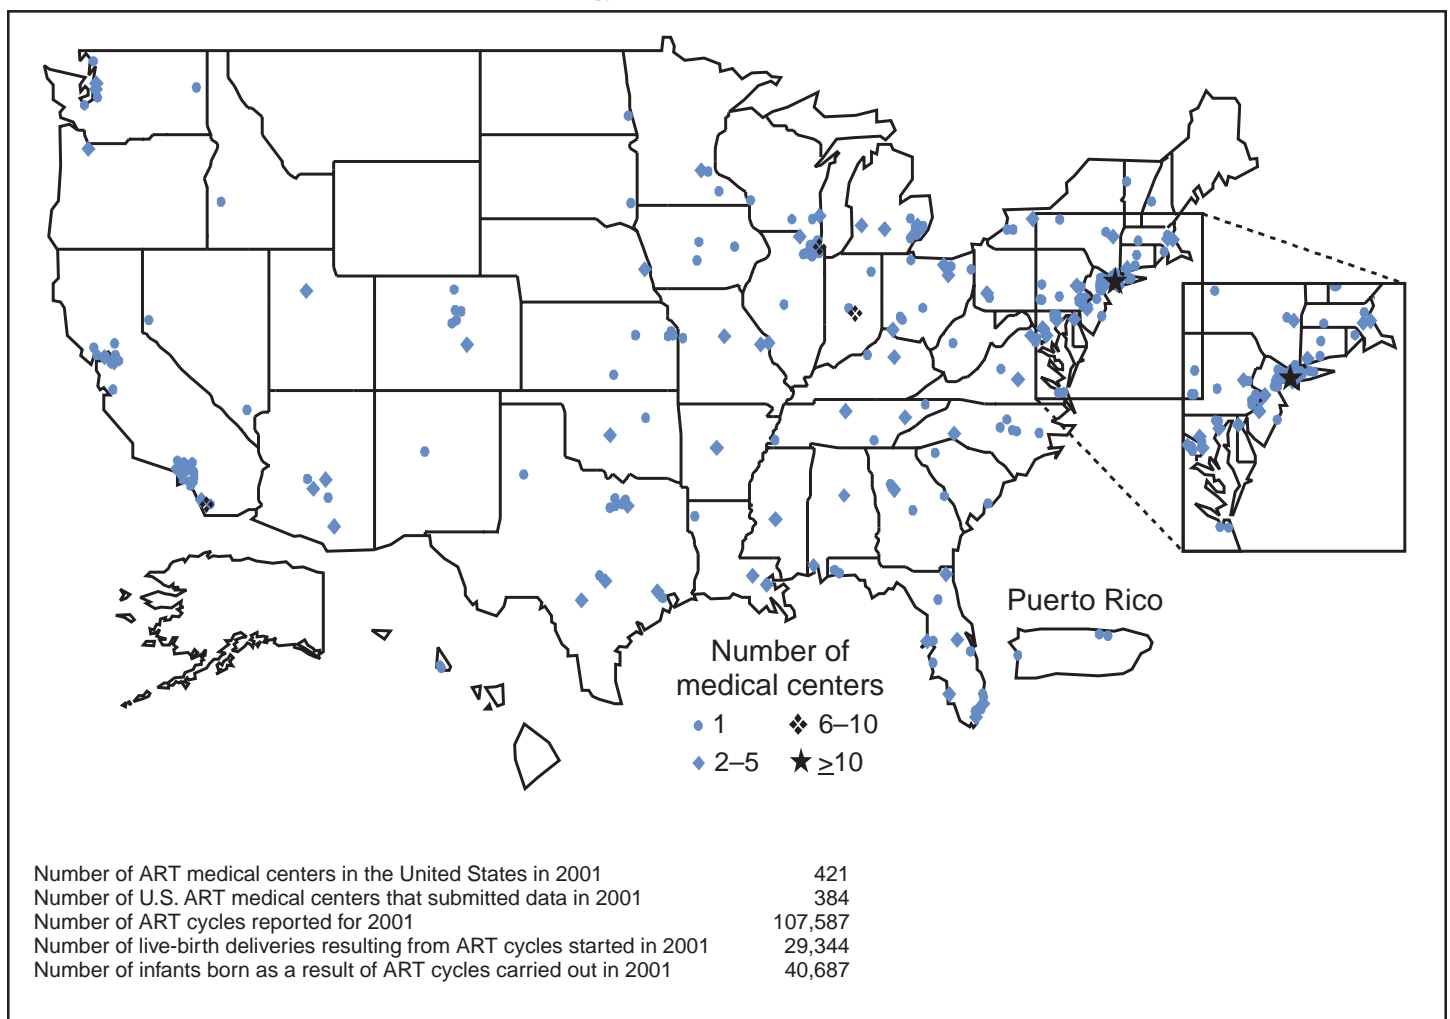 Puerto Rico
Number of
medical centers
1
6–10
2–5
≥10
Number of ART medical centers in the United States in 2001 421
Number of U.S. ART medical centers that submitted data in 2001 384
Number of ART cycles reported for 2001 107,587
Number of live-birth deliveries resulting from ART cycles started in 2001 29,344
Number of infants born as a result of ART cycles carried out in 2001 40,687